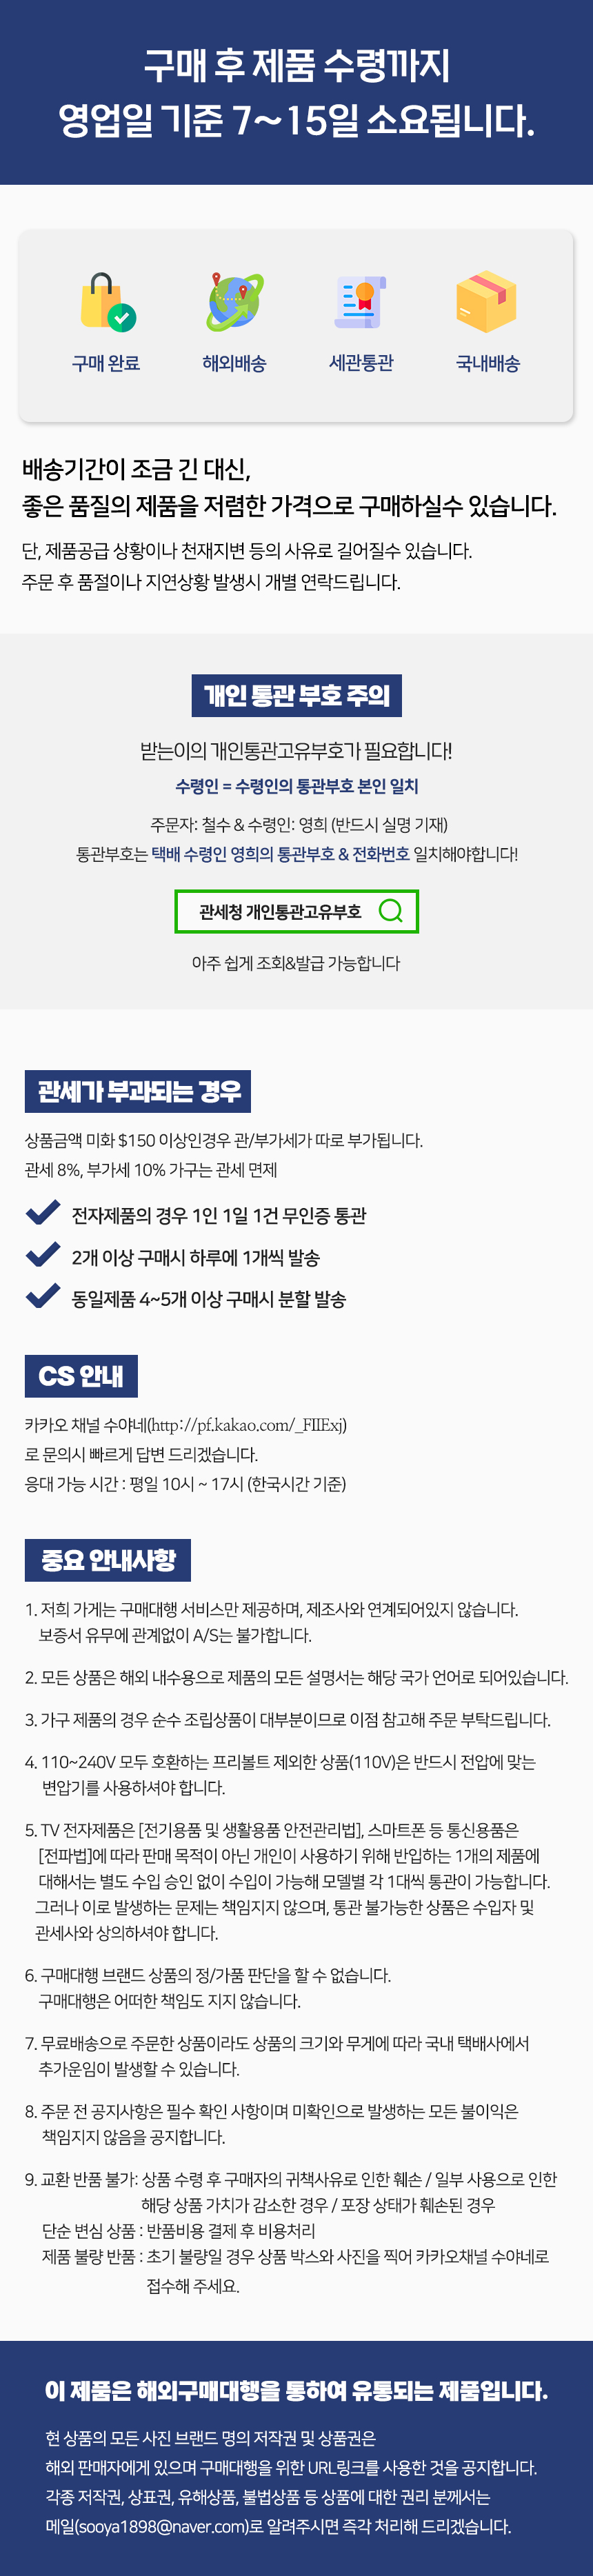 구매 후 제품 수령까지
영업일 기준 7~15일 소요됩니다.
구매 완료
해외배송
세관통관
국내배송
배송기간이 조금 긴 대신,
좋은 품질의 제품을 저렴한 가격으로 구매하실수 있습니다.
단, 제품공급 상황이나 천재지변 등의 사유로 길어질수 있습니다.
주문 후 품절이나 지연상황 발생시 개별 연락드립니다.
개인 통관 부호 주의
받는이의 개인통관고유부호가 필요합니다!
수령인 = 수령인의 통관부호 본인 일치
주문자: 철수 & 수령인: 영희 (반드시 실명 기재)
통관부호는 택배 수령인 영희의 통관부호 & 전화번호 일치해야합니다!
관세청 개인통관고유부호
아주 쉽게 조회&발급 가능합니다
관세가 부과되는 경우
상품금액 미화 $150 이상인경우 관/부가세가 따로 부가됩니다.
관세 8%, 부가세 10% 가구는 관세 면제
전자제품의 경우 1인 1일 1건 무인증 통관
2개 이상 구매시 하루에 1개씩 발송
동일제품 4~5개 이상 구매시 분할 발송
CS 안내
카카오 채널 수야네(http://pf.kakao.com/_FIIExj)
로 문의시 빠르게 답변 드리겠습니다.
응대 가능 시간 : 평일 10시 ~ 17시 (한국시간 기준)
중요 안내사항
1. 저희 가게는 구매대행 서비스만 제공하며, 제조사와 연계되어있지 않습니다.
보증서 유무에 관계없이 A/S는 불가합니다.
2. 모든 상품은 해외 내수용으로 제품의 모든 설명서는 해당 국가 언어로 되어있습니다.
3. 가구 제품의 경우 순수 조립상품이 대부분이므로 이점 참고해 주문 부탁드립니다.
4. 110~240V 모두 호환하는 프리볼트 제외한 상품(110V)은 반드시 전압에 맞는
변압기를 사용하셔야 합니다.
5. TV 전자제품은 [전기용품 및 생활용품 안전관리법], 스마트폰 등 통신용품은
[전파법]에 따라 판매 목적이 아닌 개인이 사용하기 위해 반입하는 1개의 제품에
대해서는 별도 수입 승인 없이 수입이 가능해 모델별 각 1대씩 통관이 가능합니다.
그러나 이로 발생하는 문제는 책임지지 않으며, 통관 불가능한 상품은 수입자 및
관세사와 상의하셔야 합니다.
6. 구매대행 브랜드 상품의 정/가품 판단을 할 수 없습니다.
구매대행은 어떠한 책임도 지지 않습니다.
7. 무료배송으로 주문한 상품이라도 상품의 크기와 무게에 따라 국내 택배사에서
추가운임이 발생할 수 있습니다.
8. 주문 전 공지사항은 필수 확인 사항이며 미확인으로 발생하는 모든 불이익은
책임지지 않음을 공지합니다.
9. 교환 반품 불가: 상품 수령 후 구매자의 귀책사유로 인한 훼손 / 일부 사용으로 인한
해당 상품 가치가 감소한 경우 / 포장 상태가 훼손된 경우
단순 변심 상품 : 반품비용 결제 후 비용처리
제품 불량 반품 : 초기 불량일 경우 상품 박스와 사진을 찍어 카카오채널 수야네로
접수해 주세요.
이 제품은 해외구매대행을 통하여 유통되는 제품입니다.
현 상품의 모든 사진 브랜드 명의 저작권 및 상품권은
해외 판매자에게 있으며 구매대행을 위한 URL링크를 사용한 것을 공지합니다.
각종 저작권, 상표권, 유해상품, 불법상품 등 상품에 대한 권리 분께서는
메일(sooya1898@naver.com)로 알려주시면 즉각 처리해 드리겠습니다.